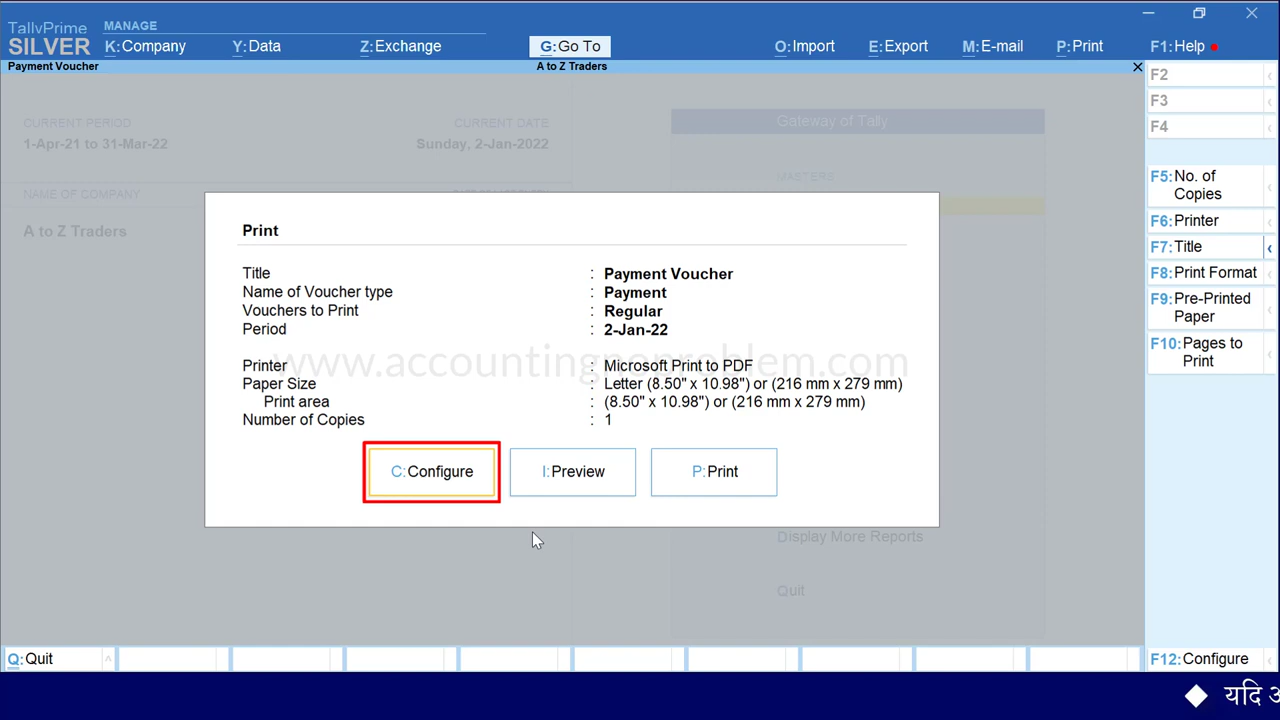 TallyPrime
SILVER
MANAGE
K:Company
Y:Data
Z:Exchange
G:Go To
O:Import
E:Export
M:E-mail
P:Print
F1:Help
Payment Voucher
A to Z Traders
F2
F3
F4
F5:No. of
Copies
F6:Printer
F7:Title
F8:Print Format
F9:Pre-Printed
Paper
F10:Pages to
Print
F12:Configure
CURRENT PERIOD
1-Apr-21 to 31-Mar-22
CURRENT DATE
Sunday, 2-Jan-2022
NAME OF COMPANY
A to Z Traders
Gateway of Tally
MASTERS
Print
Title : Payment Voucher
Name of Voucher type : Payment
Vouchers to Print : Regular
Period : 2-Jan-22
www.accountingnoproblem.com
Printer : Microsoft Print to PDF
Paper Size : Letter (8.50" x 10.98") or (216 mm x 279 mm)
Print area : (8.50" x 10.98") or (216 mm x 279 mm)
Number of Copies : 1
C:Configure
I:Preview
P:Print
Display More Reports
Quit
Q:Quit
यदि